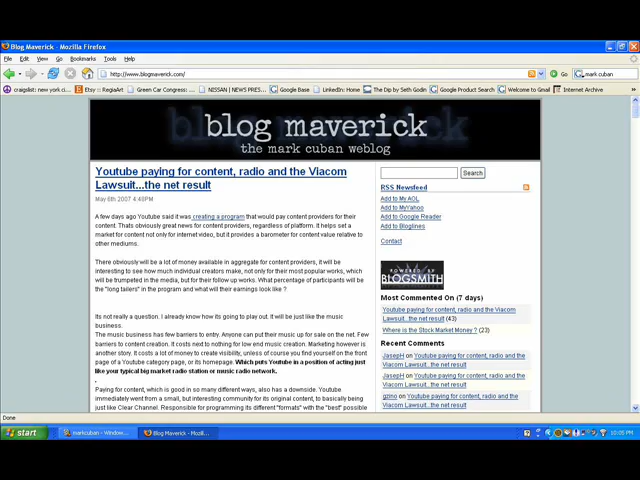 Blog Maverick - Mozilla Firefox
File Edit View Go Bookmarks Tools Help
http://www.blogmaverick.com/
Go
mark cuban
craigslist: new york ci...
Etsy :: RegiaArt
Green Car Congress: ...
NISSAN | NEWS PRES...
Google Base
LinkedIn: Home
The Dip by Seth Godin
Google Product Search
Welcome to Gmail
Internet Archive
blog maverick
the mark cuban weblog
Youtube paying for content, radio and the Viacom
Lawsuit...the net result
May 6th 2007 4:48PM
A few days ago Youtube said it was creating a program that would pay content providers for their
content. Thats obviously great news for content providers, regardless of platform. It helps set a
market for content not only for internet video, but it provides a barometer for content value relative to
other mediums.
There obviously will be a lot of money available in aggregate for content providers, it will be
interesting to see how much individual creators make, not only for their most popular works, which
will be trumpeted in the media, but for their follow up works. What percentage of participants will be
the "long tailers" in the program and what will their earnings look like ?
Its not really a question. I already know how its going to play out. It will be just like the music
business.
The music business has few barriers to entry. Anyone can put their music up for sale on the net. Few
barriers to content creation. It costs next to nothing for low end music creation. Marketing however is
another story. It costs a lot of money to create visibility, unless of course you find yourself on the front
page of a Youtube category page, or its homepage. Which puts Youtube in a position of acting just
like your typical big market radio station or music radio network.
.
Paying for content, which is good in so many different ways, also has a downside. Youtube
immediately went from a small, but interesting community for its original content, to basically being
just like Clear Channel. Responsible for programming its different "formats" with the "best" possible
Search
RSS Newsfeed
Add to My AOL
Add to MyYahoo
Add to Google Reader
Add to Bloglines
Contact
POWERED BY
BLOGSMITH
Most Commented On (7 days)
Youtube paying for content, radio and the Viacom
Lawsuit...the net result (43)
Where is the Stock Market Money ? (23)
Recent Comments
JasepH on Youtube paying for content, radio and the
Viacom Lawsuit...the net result
JasepH on Youtube paying for content, radio and the
Viacom Lawsuit...the net result
on Youtube paying for content, radio and the
Viacom Lawsuit...the net result
Done
start
markcuban - Window...
Blog Maverick - Mozil...
10:05 PM